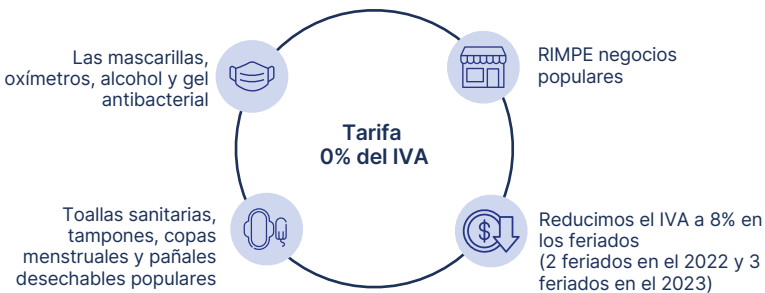 Las mascarillas,
oxímetros, alcohol y gel
antibacterial
RIMPE negocios
populares
Tarifa
0% del IVA
Toallas sanitarias,
tampones, copas
menstruales y pañales
desechables populares
$
Reducimos el IVA a 8% en
los feriados
(2 feriados en el 2022 y 3
feriados en el 2023)